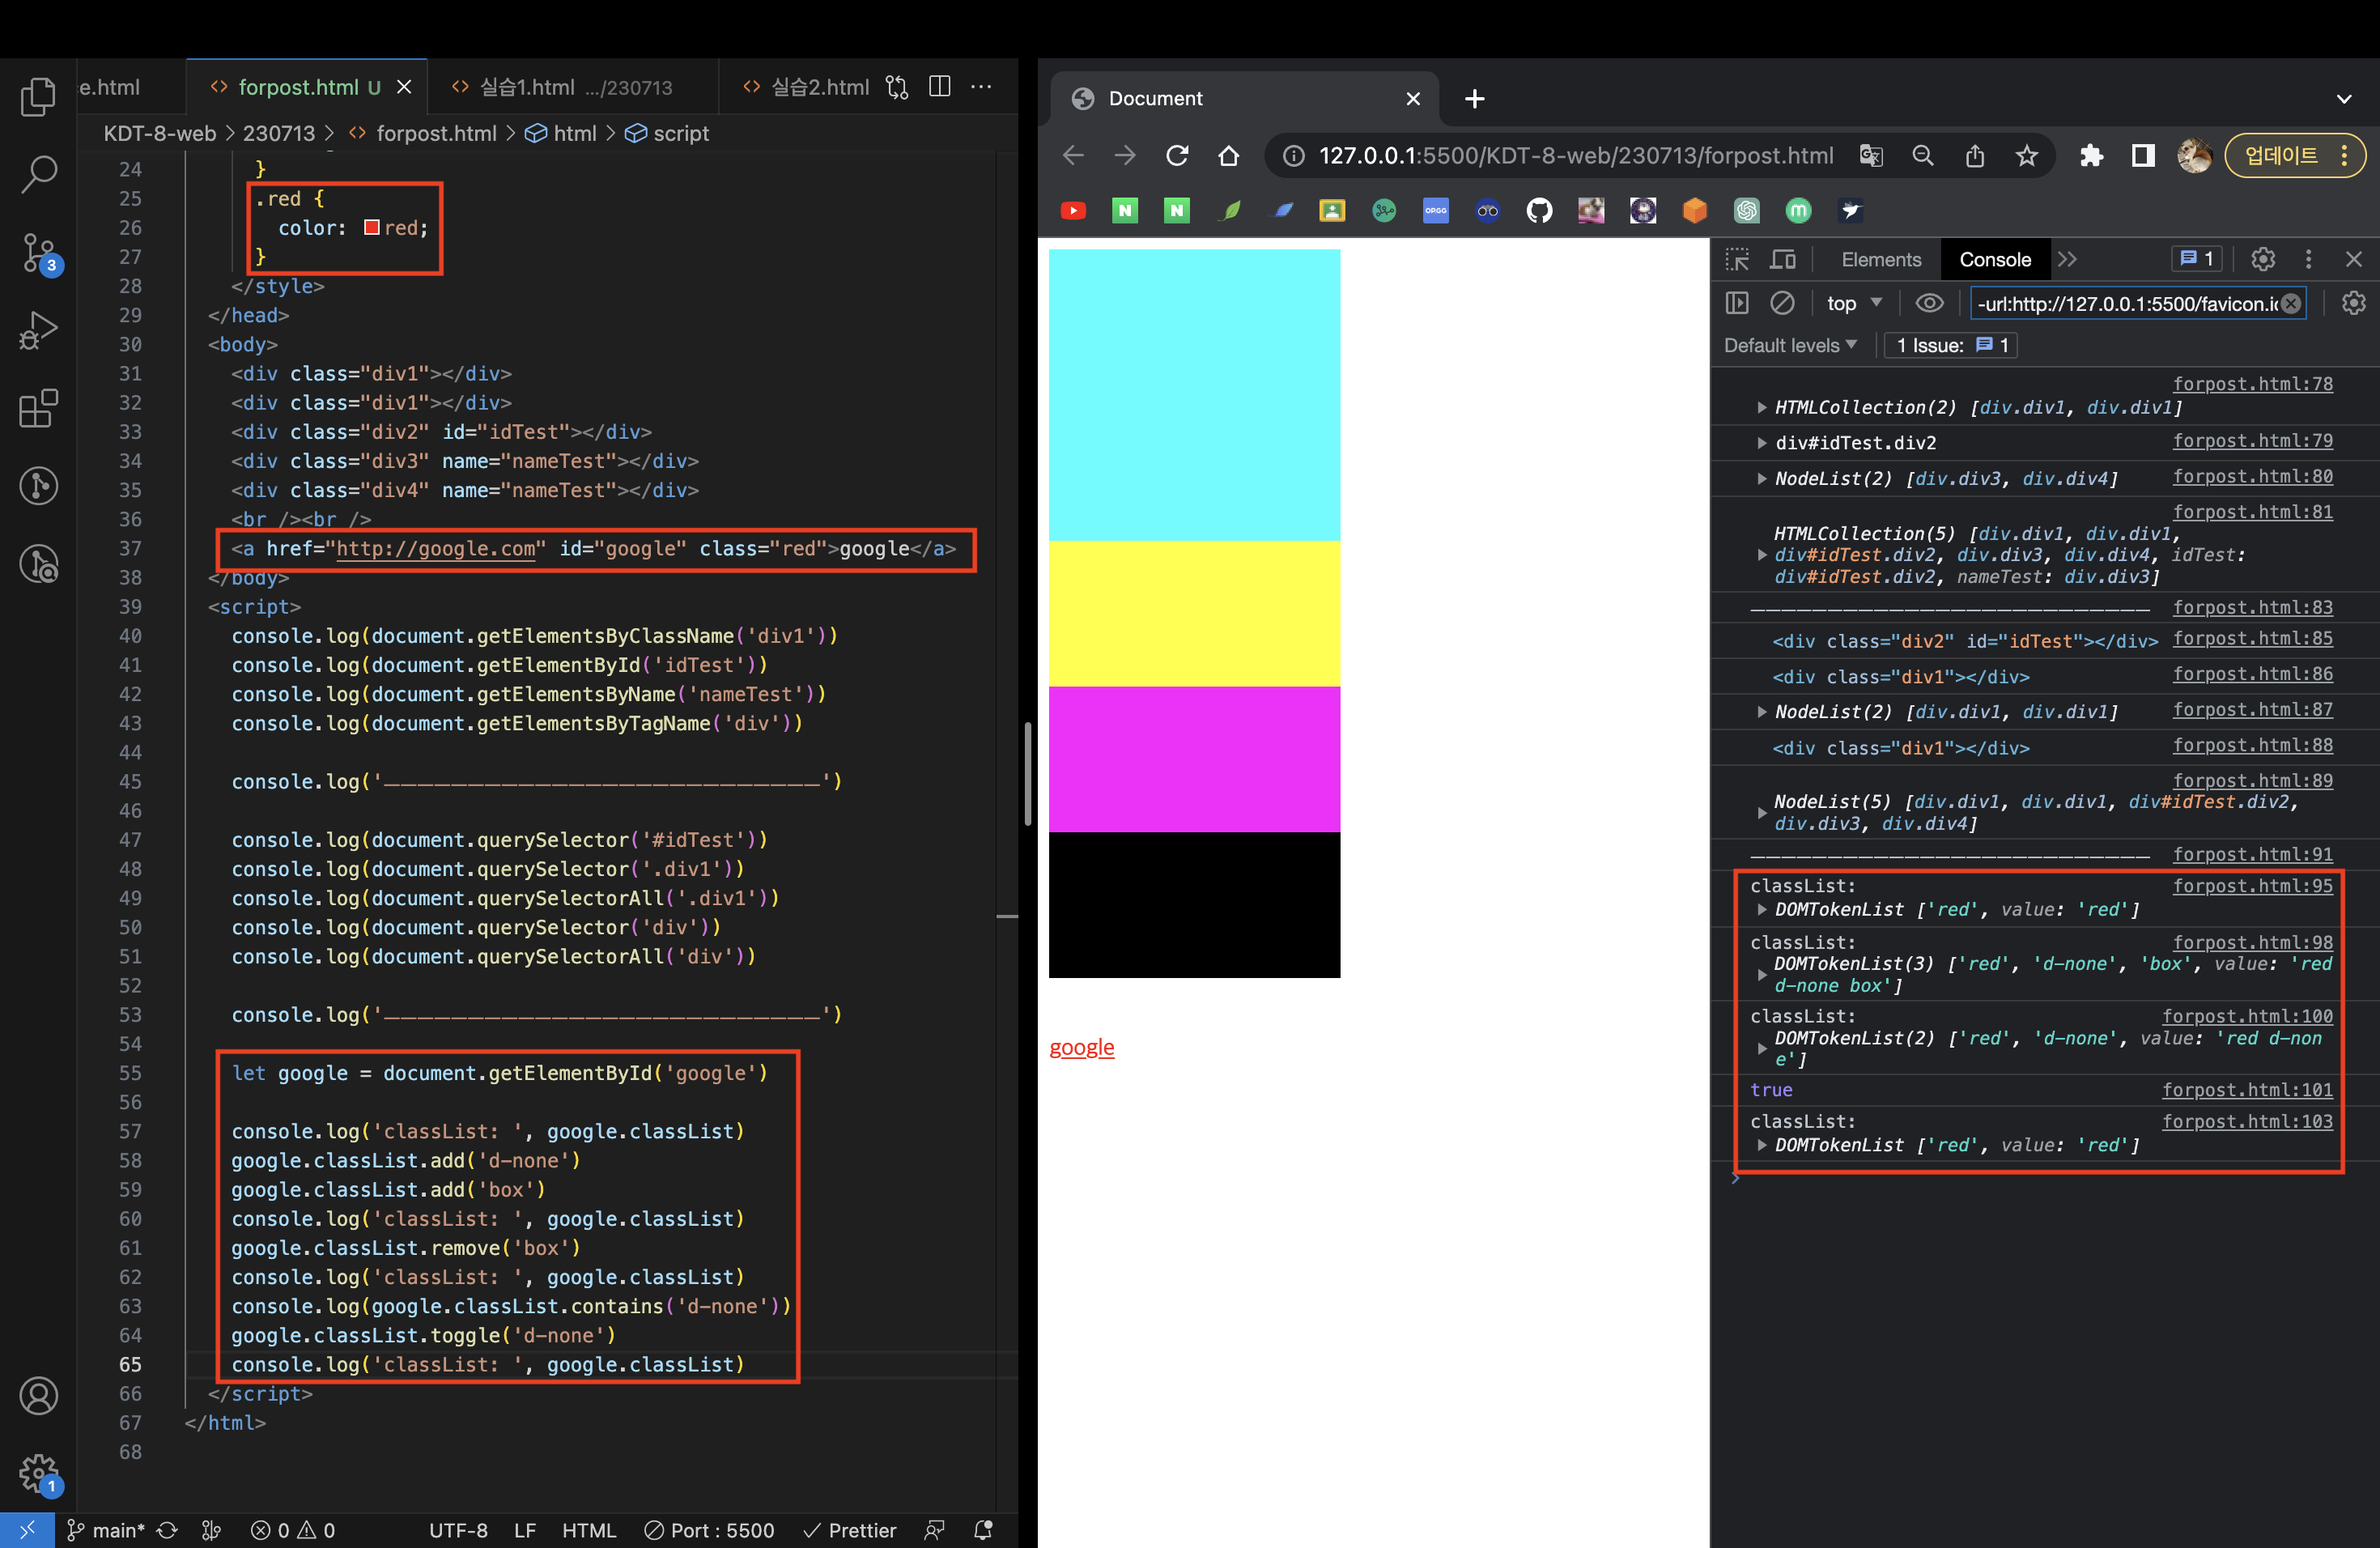 e.html
forpost.html U
실습1.html .../230713
실습2.html
KDT-8-web > 230713 > forpost.html > html > script
24 }
25 .red {
26 color: red;
27 }
28 </style>
29 </head>
30 <body>
31 <div class="div1"></div>
32 <div class="div1"></div>
33 <div class="div2" id="idTest"></div>
34 <div class="div3" name="nameTest"></div>
35 <div class="div4" name="nameTest"></div>
36 <br /><br />
37 <a href="http://google.com" id="google" class="red">google</a>
38 </body>
39 <script>
40 console.log(document.getElementsByClassName('div1'))
41 console.log(document.getElementById('idTest'))
42 console.log(document.getElementsByName('nameTest'))
43 console.log(document.getElementsByTagName('div'))
44
45 console.log('——————————————————————————')
46
47 console.log(document.querySelector('#idTest'))
48 console.log(document.querySelector('.div1'))
49 console.log(document.querySelectorAll('.div1'))
50 console.log(document.querySelector('div'))
51 console.log(document.querySelectorAll('div'))
52
53 console.log('——————————————————————————')
54
55 let google = document.getElementById('google')
56
57 console.log('classList: ', google.classList)
58 google.classList.add('d-none')
59 google.classList.add('box')
60 console.log('classList: ', google.classList)
61 google.classList.remove('box')
62 console.log('classList: ', google.classList)
63 console.log(google.classList.contains('d-none'))
64 google.classList.toggle('d-none')
65 console.log('classList: ', google.classList)
66 </script>
67 </html>
68
3
1
main* 0 0 UTF-8 LF HTML Port : 5500 Prettier
Document
127.0.0.1:5500/KDT-8-web/230713/forpost.html
업데이트
N
N
OP.GG
m
google
Elements Console 1
top -url:http://127.0.0.1:5500/favicon.ic
Default levels 1 Issue: 1
forpost.html:78
HTMLCollection(2) [div.div1, div.div1]
div#idTest.div2 forpost.html:79
NodeList(2) [div.div3, div.div4] forpost.html:80
forpost.html:81
HTMLCollection(5) [div.div1, div.div1,
div#idTest.div2, div.div3, div.div4, idTest:
div#idTest.div2, nameTest: div.div3]
—————————————————————————— forpost.html:83
<div class="div2" id="idTest"></div> forpost.html:85
<div class="div1"></div> forpost.html:86
NodeList(2) [div.div1, div.div1] forpost.html:87
<div class="div1"></div> forpost.html:88
forpost.html:89
NodeList(5) [div.div1, div.div1, div#idTest.div2,
div.div3, div.div4]
—————————————————————————— forpost.html:91
classList: forpost.html:95
DOMTokenList ['red', value: 'red']
classList: forpost.html:98
DOMTokenList(3) ['red', 'd-none', 'box', value: 'red
d-none box']
classList: forpost.html:100
DOMTokenList(2) ['red', 'd-none', value: 'red d-non
e']
true forpost.html:101
classList: forpost.html:103
DOMTokenList ['red', value: 'red']